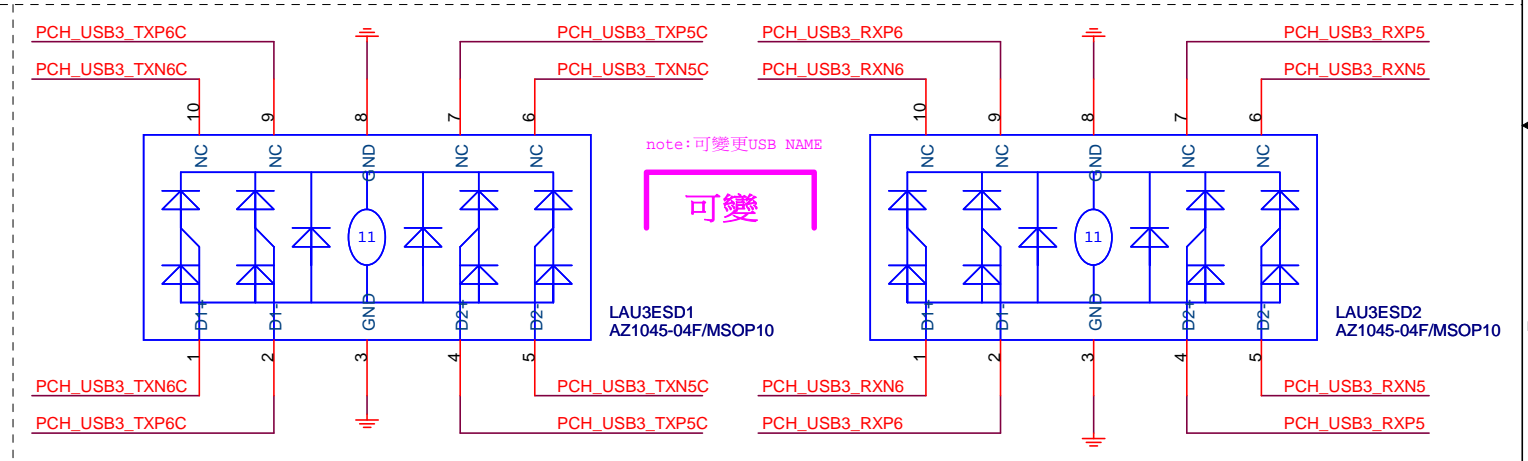 PCH_USB3_TXP6C
PCH_USB3_TXP5C
PCH_USB3_RXP6
PCH_USB3_RXP5
PCH_USB3_TXN6C
PCH_USB3_TXN5C
PCH_USB3_RXN6
PCH_USB3_RXN5
10
9
8
7
6
10
9
8
7
6
NC
NC
GND
NC
NC
note:可變更USB NAME
NC
NC
GND
NC
NC
可變
11
11
D1+
D1-
GND
D2+
D2-
LAU3ESD1
AZ1045-04F/MSOP10
D1+
D1-
GND
D2+
D2-
LAU3ESD2
AZ1045-04F/MSOP10
1
2
3
4
5
1
2
3
4
5
PCH_USB3_TXN6C
PCH_USB3_TXN5C
PCH_USB3_RXN6
PCH_USB3_RXN5
PCH_USB3_TXP6C
PCH_USB3_TXP5C
PCH_USB3_RXP6
PCH_USB3_RXP5